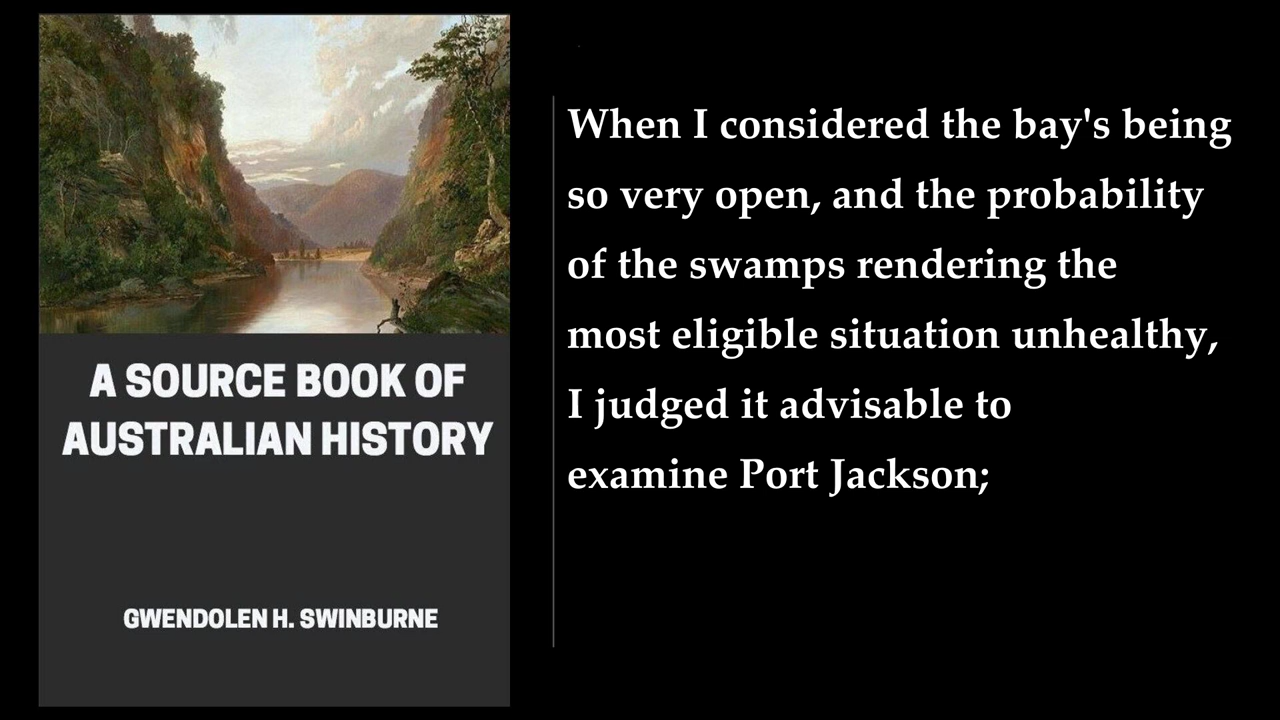 A SOURCE BOOK OF
AUSTRALIAN HISTORY
GWENDOLEN H. SWINBURNE
When I considered the bay's being
so very open, and the probability
of the swamps rendering the
most eligible situation unhealthy,
I judged it advisable to
examine Port Jackson;